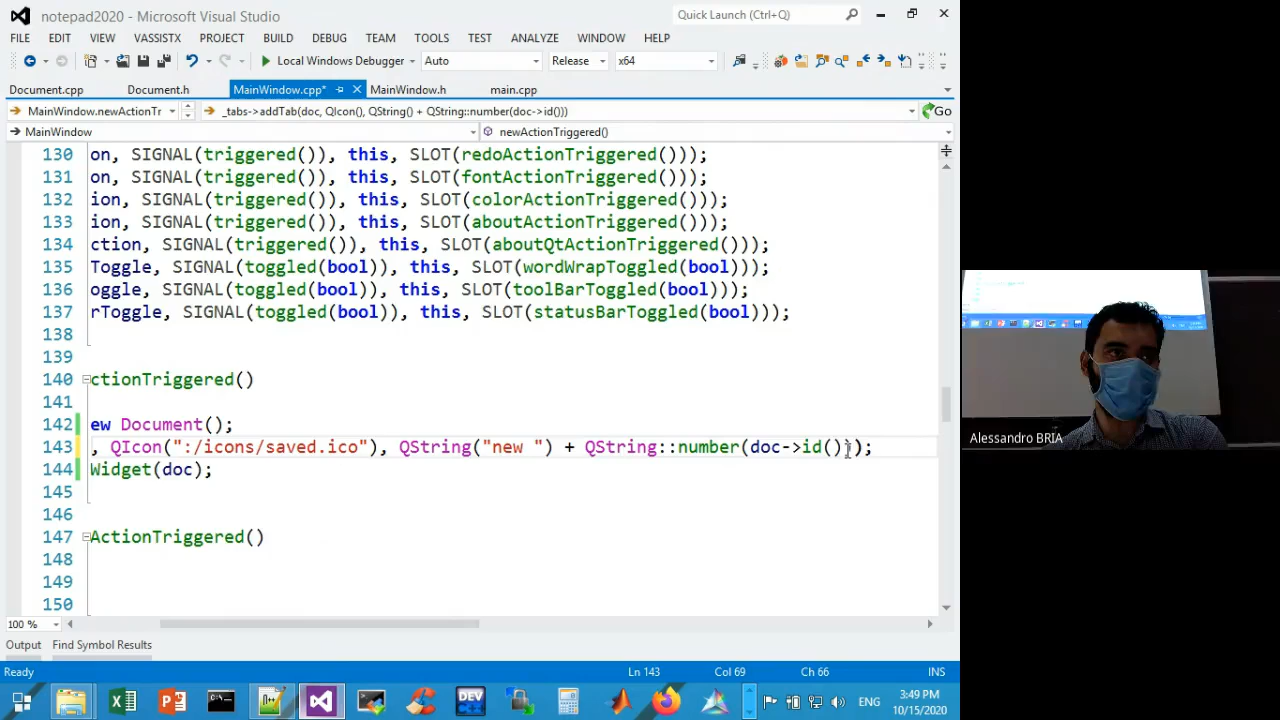 notepad2020 - Microsoft Visual Studio
Quick Launch (Ctrl+Q)
FILE EDIT VIEW VASSISTX PROJECT BUILD DEBUG TEAM TOOLS TEST ANALYZE WINDOW HELP
Local Windows Debugger Auto Release x64
Document.cpp Document.h MainWindow.cpp* MainWindow.h main.cpp
MainWindow.newActionTr _tabs->addTab(doc, QIcon(), QString() + QString::number(doc->id())) Go
MainWindow newActionTriggered()
130 on, SIGNAL(triggered()), this, SLOT(redoActionTriggered()));
131 on, SIGNAL(triggered()), this, SLOT(fontActionTriggered()));
132 ion, SIGNAL(triggered()), this, SLOT(colorActionTriggered()));
133 ion, SIGNAL(triggered()), this, SLOT(aboutActionTriggered()));
134 ction, SIGNAL(triggered()), this, SLOT(aboutQtActionTriggered()));
135 Toggle, SIGNAL(toggled(bool)), this, SLOT(wordWrapToggled(bool)));
136 oggle, SIGNAL(toggled(bool)), this, SLOT(toolBarToggled(bool)));
137 rToggle, SIGNAL(toggled(bool)), this, SLOT(statusBarToggled(bool)));
138
139
140 ctionTriggered()
141
142 ew Document();
143 , QIcon(":/icons/saved.ico"), QString("new ") + QString::number(doc->id()));
144 Widget(doc);
145
146
147 ActionTriggered()
148
149
150
100 %
Output Find Symbol Results
Ready Ln 143 Col 69 Ch 66 INS
DEV ENG 3:49 PM
10/15/2020
Alessandro BRIA